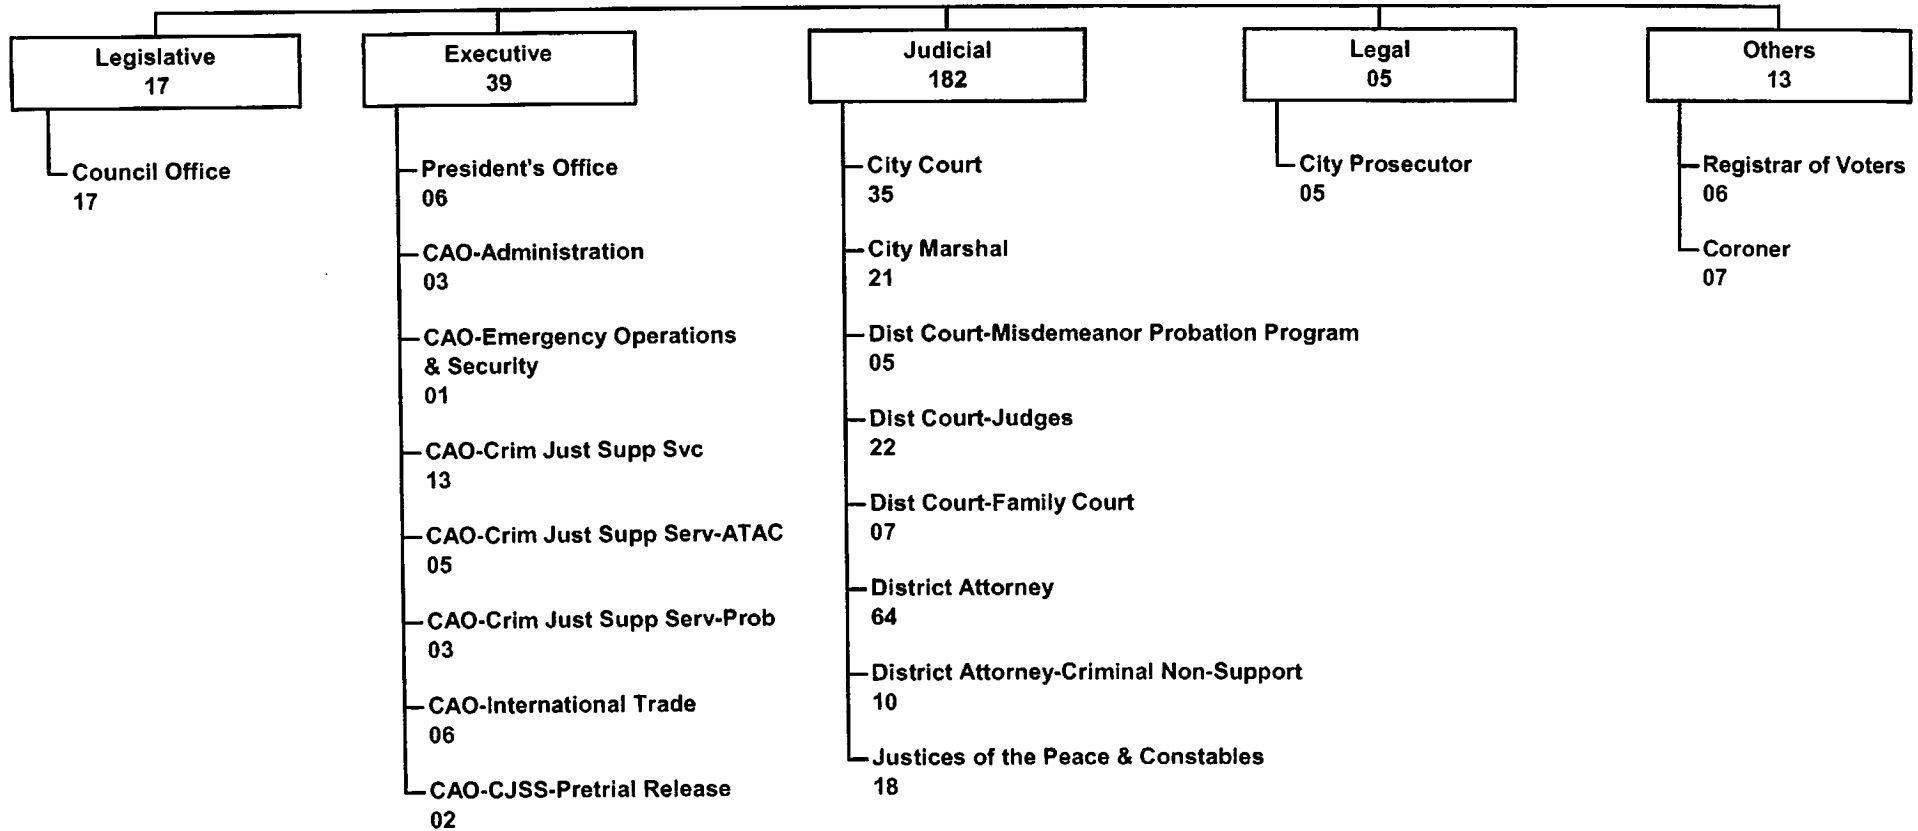 Legislative
17
Council Office
17
Executive
39
President's Office
06
CAO-Administration
03
CAO-Emergency Operations
& Security
01
CAO-Crim Just Supp Svc
13
CAO-Crim Just Supp Serv-ATAC
05
CAO-Crim Just Supp Serv-Prob
03
CAO-International Trade
06
CAO-CJSS-Pretrial Release
02
Judicial
182
City Court
35
City Marshal
21
Dist Court-Misdemeanor Probation Program
05
Dist Court-Judges
22
Dist Court-Family Court
07
District Attorney
64
District Attorney-Criminal Non-Support
10
Justices of the Peace & Constables
18
Legal
05
City Prosecutor
05
Others
13
Registrar of Voters
06
Coroner
07